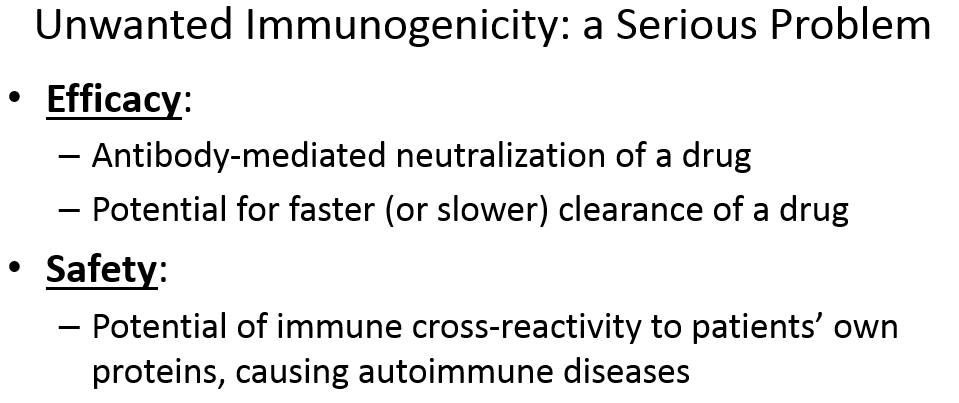 Unwanted Immunogenicity: a Serious Problem
• Efficacy:
– Antibody-mediated neutralization of a drug
– Potential for faster (or slower) clearance of a drug
• Safety:
– Potential of immune cross-reactivity to patients’ own
proteins, causing autoimmune diseases